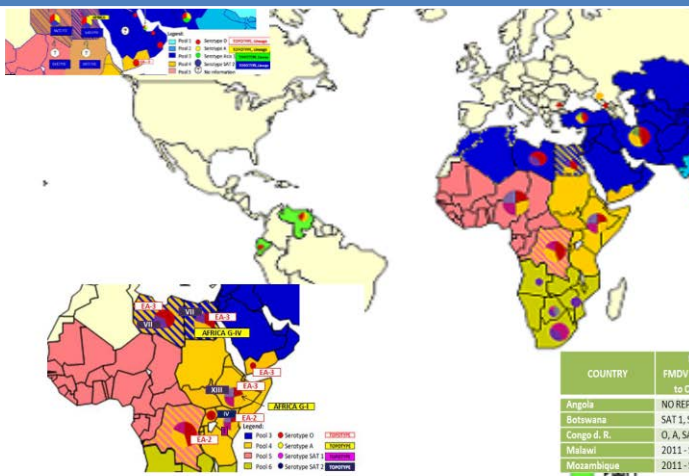 Legend:
Pool 1 Serotype O
Pool 2 Serotype A
Pool 3 Serotype Asia 1
Pool 4 Serotype SAT 2
Pool 5 No information
EA-3
VII
VII
EA-3
AFRICA G-IV
EA-3
XIII
EA-3
AFRICA G-I
IV
EA-2
EA-2
Legend:
Pool 3 Serotype O TOPOTYPE
Pool 4 Serotype A TOPOTYPE
Pool 5 Serotype SAT 1 TOPOTYPE
Pool 6 Serotype SAT 2 TOPOTYPE
COUNTRY FMDV
to C
Angola NO REP
Botswana SAT 1, S
Congo d. R. O, A, SA
Malawi 2011 -
Mozambique 2011 -